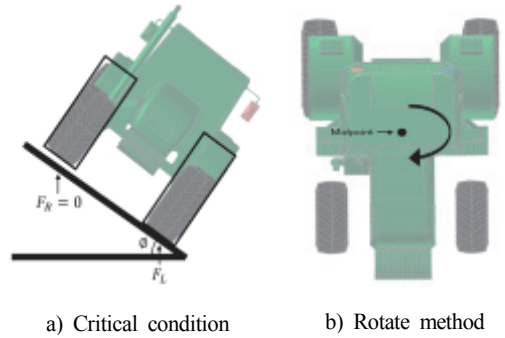 Midpoint
F_R = 0
ø
F_L
a) Critical condition
b) Rotate method